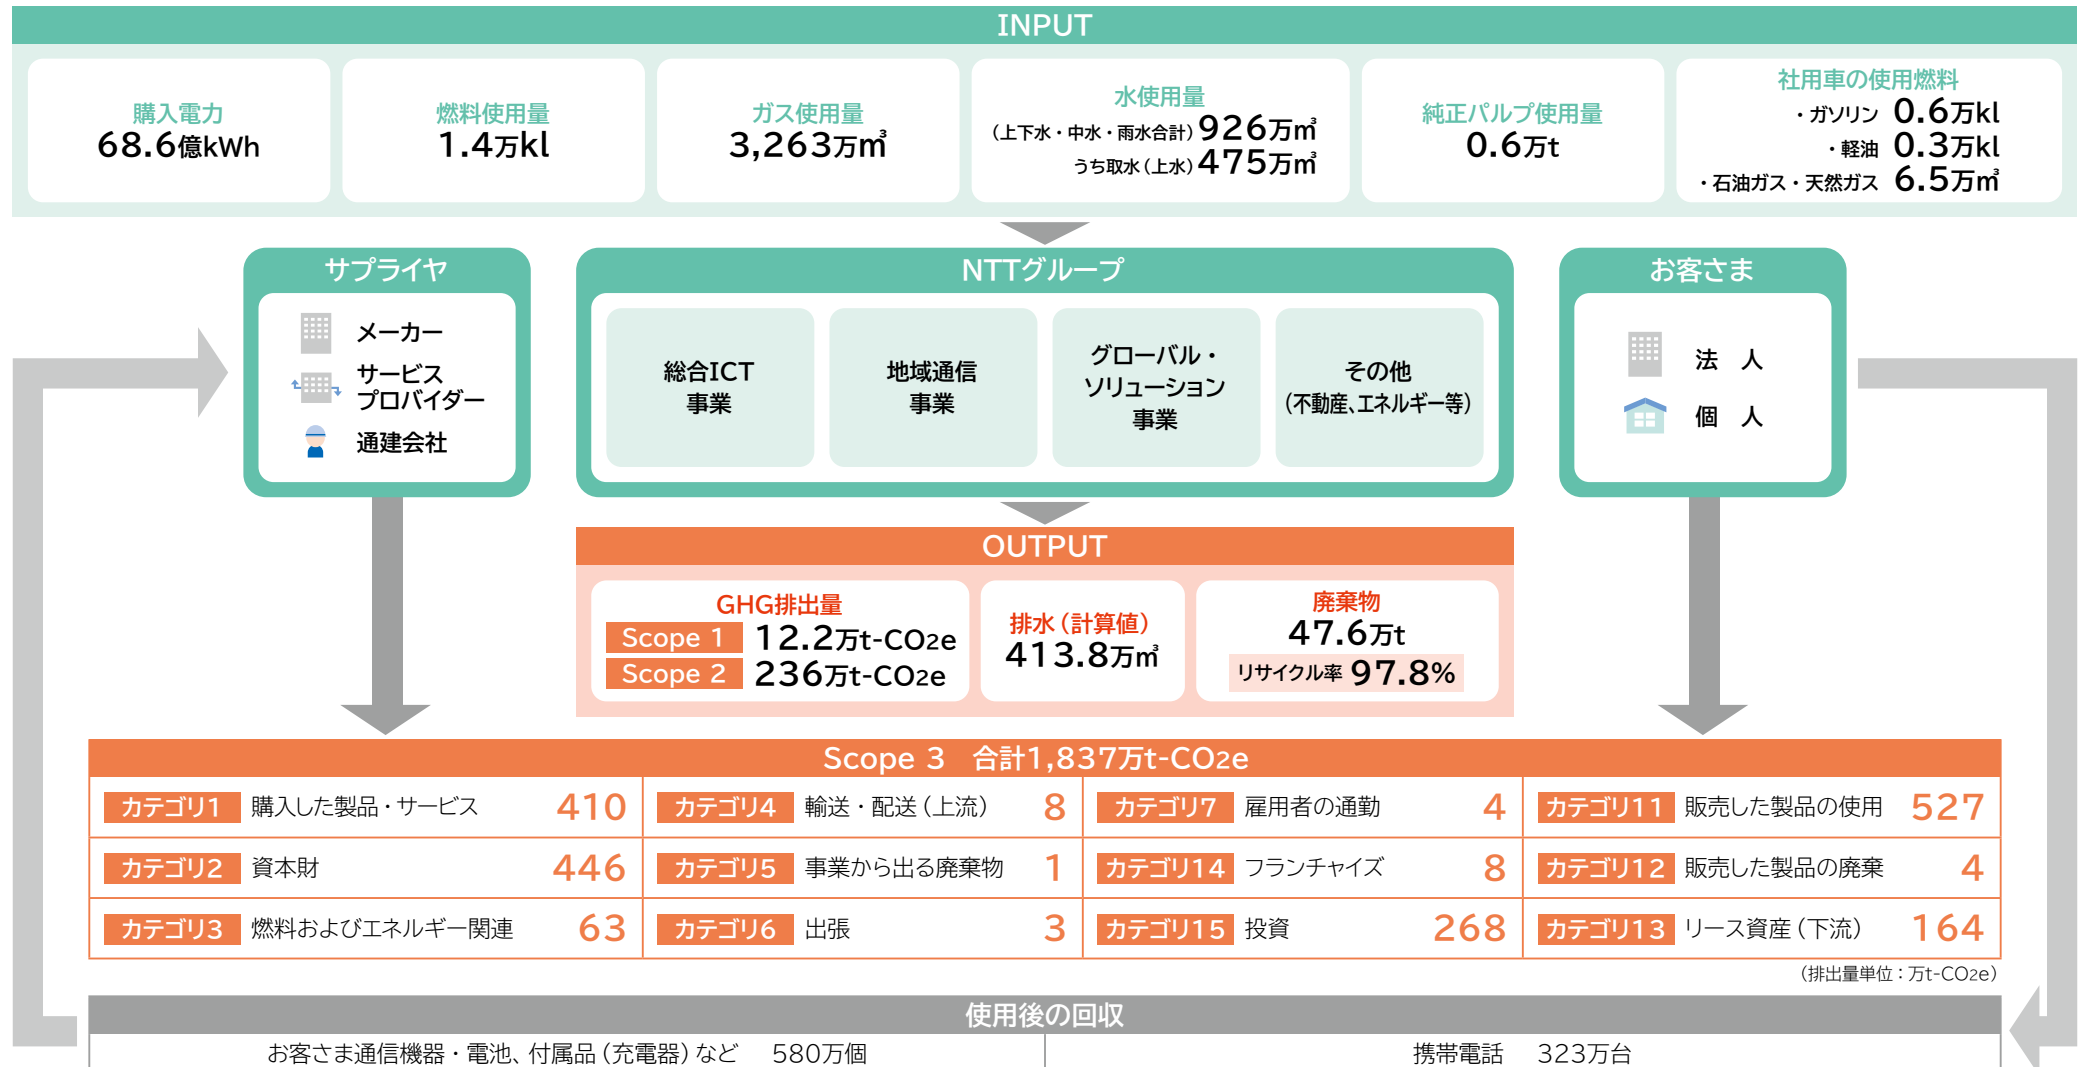 INPUT
購入電力
68.6億kWh
燃料使用量
1.4万kl
ガス使用量
3,263万㎥
水使用量
(上下水・中水・雨水合計) 926万㎥
うち取水(上水) 475万㎥
純正パルプ使用量
0.6万t
社用車の使用燃料
・ガソリン 0.6万kl
・軽油 0.3万kl
・石油ガス・天然ガス 6.5万㎥
サプライヤ
メーカー
サービス
プロバイダー
通建会社
NTTグループ
総合ICT
事業
地域通信
事業
グローバル・
ソリューション
事業
その他
(不動産、エネルギー等)
お客さま
法 人
個 人
OUTPUT
GHG排出量
Scope 1 12.2万t-CO2e
Scope 2 236万t-CO2e
排水(計算値)
413.8万㎥
廃棄物
47.6万t
リサイクル率 97.8%
Scope 3 合計1,837万t-CO2e
カテゴリ1 購入した製品・サービス 410
カテゴリ4 輸送・配送(上流) 8
カテゴリ7 雇用者の通勤 4
カテゴリ11 販売した製品の使用 527
カテゴリ2 資本財 446
カテゴリ5 事業から出る廃棄物 1
カテゴリ14 フランチャイズ 8
カテゴリ12 販売した製品の廃棄 4
カテゴリ3 燃料およびエネルギー関連 63
カテゴリ6 出張 3
カテゴリ15 投資 268
カテゴリ13 リース資産(下流) 164
(排出量単位：万t-CO2e)
使用後の回収
お客さま通信機器・電池、付属品(充電器)など 580万個
携帯電話 323万台